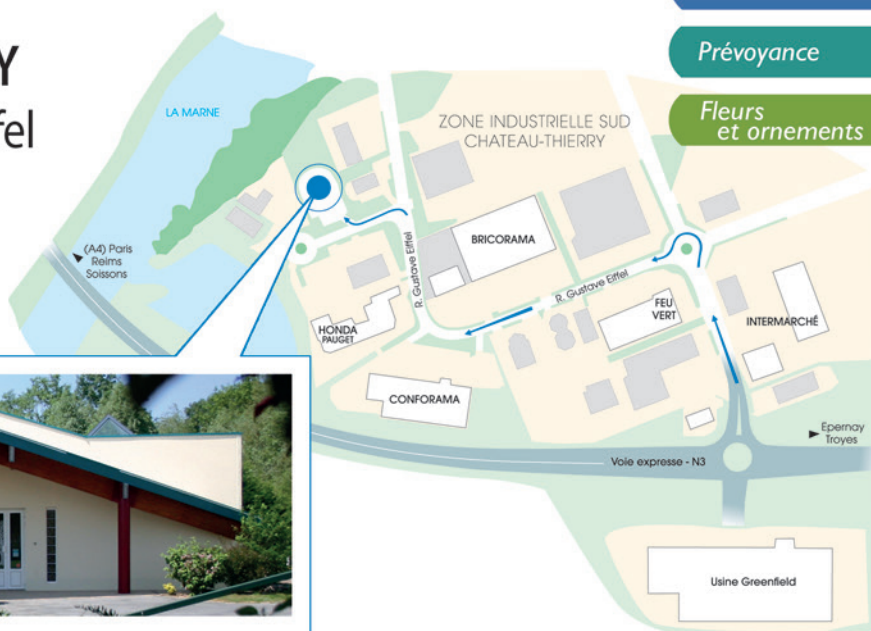 Y
fel
Prévoyance
Fleurs
et ornements
LA MARNE
ZONE INDUSTRIELLE SUD
CHATEAU-THIERRY
(A4) Paris
Reims
Soissons
BRICORAMA
R. Gustave Eiffel
R. Gustave Eiffel
HONDA
PAUGET
FEU
VERT
INTERMARCHÉ
CONFORAMA
Epernay
Troyes
Voie expresse - N3
Usine Greenfield